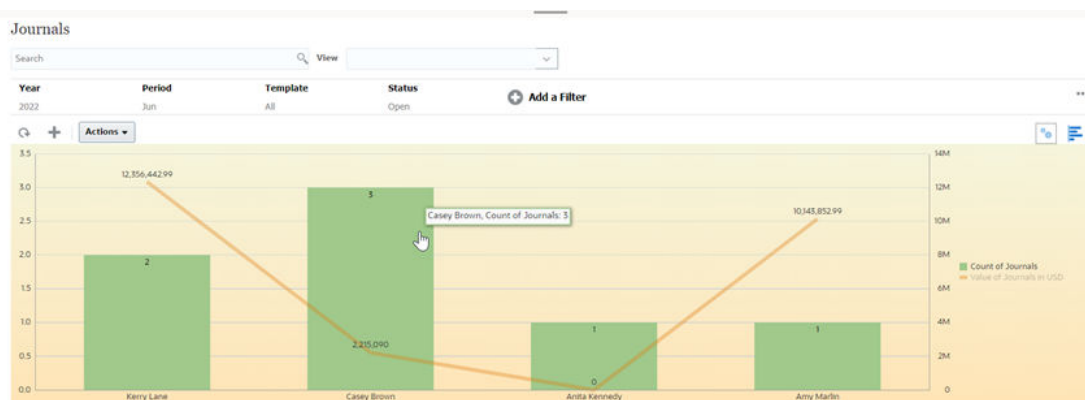 Journals
Search View
Year Period Template Status Add a Filter
2022 Jun All Open
Actions
3.5 14M
12,356,442.99
3.0 3 12M
Casey Brown, Count of Journals: 3
10,143,852.99
2.5 10M
2.0 2 8M
Count of Journals
Value of Journals in USD
1.5 6M
1.0 1 1 4M
2,215,090
0.5 2M
0
0.0 0
Kerry Lane Casey Brown Anita Kennedy Amy Marlin